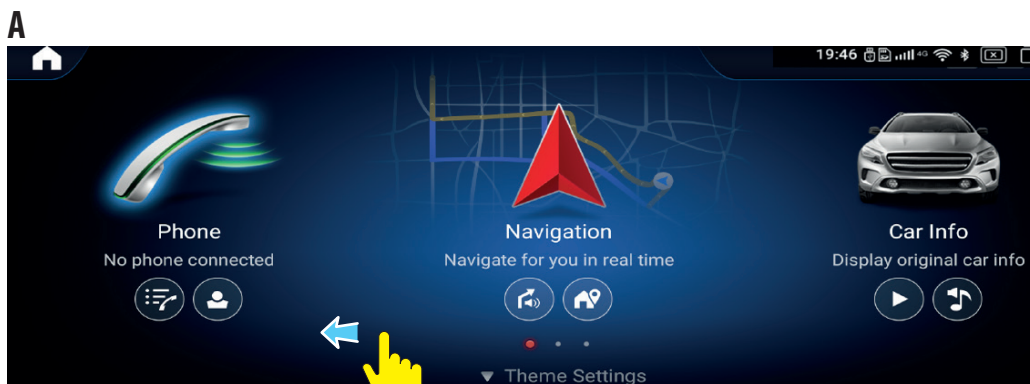 A
19:46 4G
Phone
Navigation
Car Info
No phone connected
Navigate for you in real time
Display original car info
Theme Settings